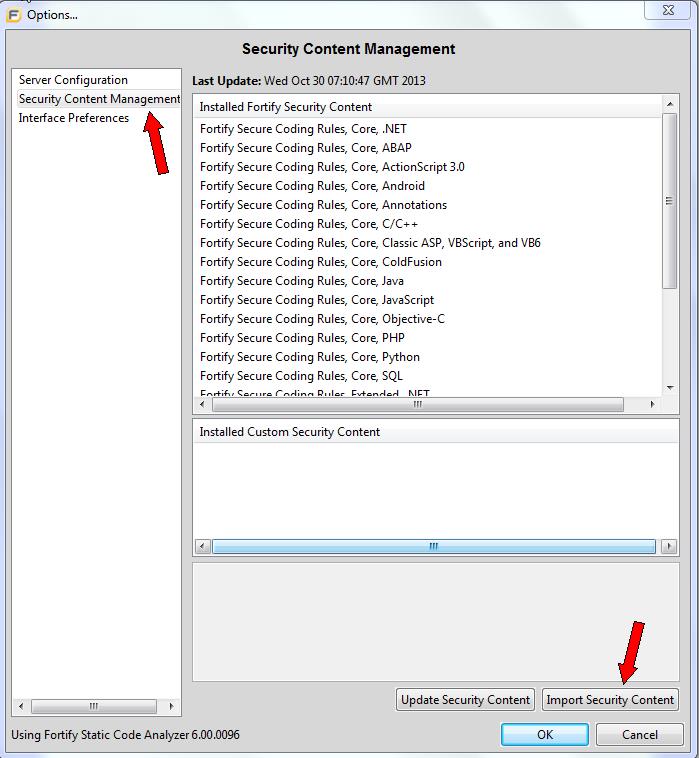 Options...
Security Content Management
Server Configuration
Security Content Management
Interface Preferences
Last Update: Wed Oct 30 07:10:47 GMT 2013
Installed Fortify Security Content
Fortify Secure Coding Rules, Core, .NET
Fortify Secure Coding Rules, Core, ABAP
Fortify Secure Coding Rules, Core, ActionScript 3.0
Fortify Secure Coding Rules, Core, Android
Fortify Secure Coding Rules, Core, Annotations
Fortify Secure Coding Rules, Core, C/C++
Fortify Secure Coding Rules, Core, Classic ASP, VBScript, and VB6
Fortify Secure Coding Rules, Core, ColdFusion
Fortify Secure Coding Rules, Core, Java
Fortify Secure Coding Rules, Core, JavaScript
Fortify Secure Coding Rules, Core, Objective-C
Fortify Secure Coding Rules, Core, PHP
Fortify Secure Coding Rules, Core, Python
Fortify Secure Coding Rules, Core, SQL
Fortify Secure Coding Rules, Extended, .NET
Installed Custom Security Content
Update Security Content
Import Security Content
Using Fortify Static Code Analyzer 6.00.0096
OK
Cancel